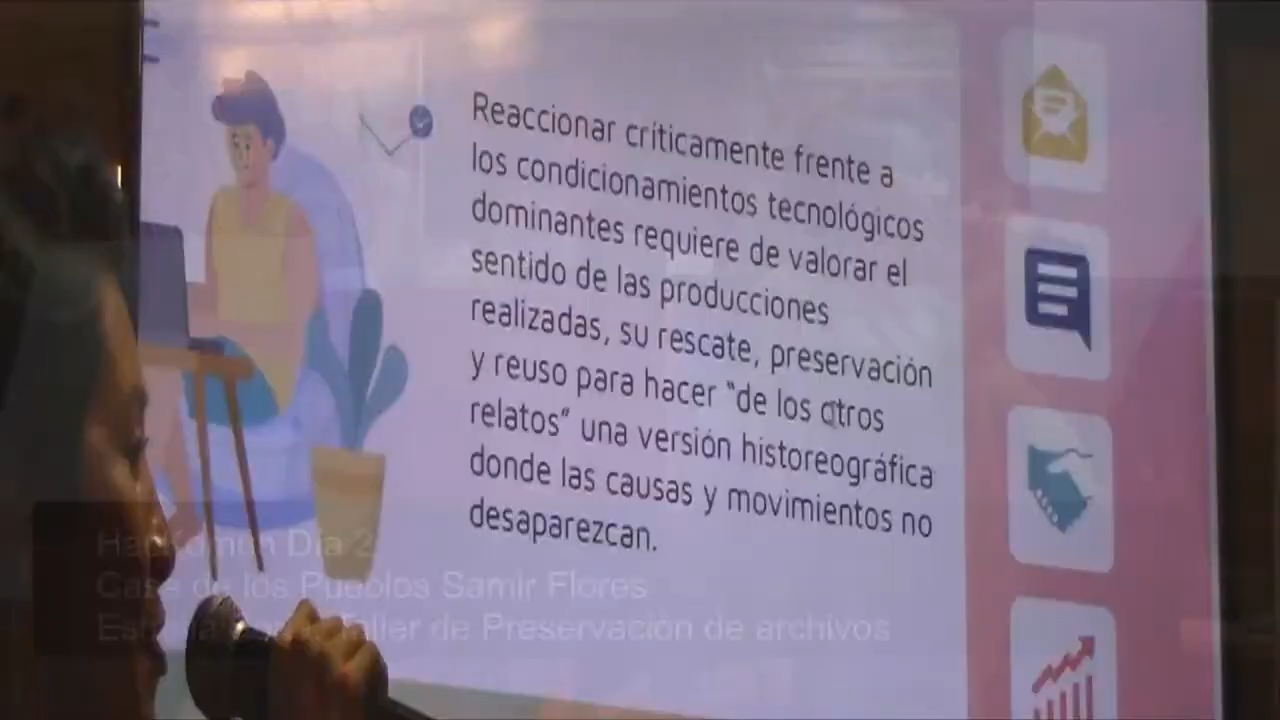 Reaccionar críticamente frente a
los condicionamientos tecnológicos
dominantes requiere de valorar el
sentido de las producciones
realizadas, su rescate, preservación
y reuso para hacer "de los otros
relatos" una versión historeográfica
donde las causas y movimientos no
desaparezcan.
Día 2
Casa de los Pueblos Samir Flores
Taller de Preservación de archivos